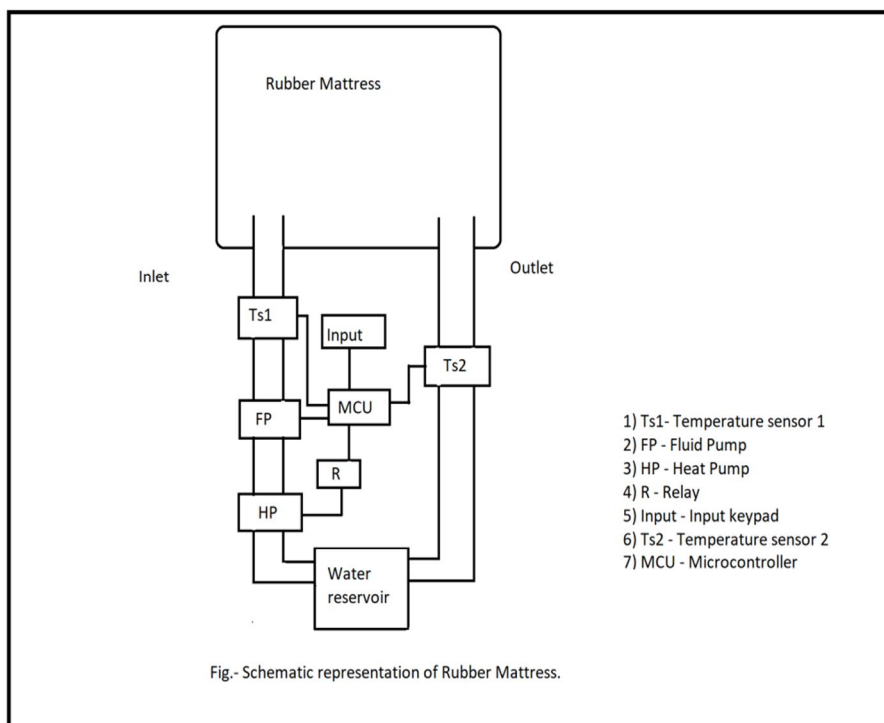 Rubber Mattress
Inlet
Outlet
Ts1
Input
Ts2
MCU
FP
R
HP
Water
reservoir
1) Ts1- Temperature sensor 1
2) FP - Fluid Pump
3) HP - Heat Pump
4) R - Relay
5) Input - Input keypad
6) Ts2 - Temperature sensor 2
7) MCU - Microcontroller
Fig.- Schematic representation of Rubber Mattress.